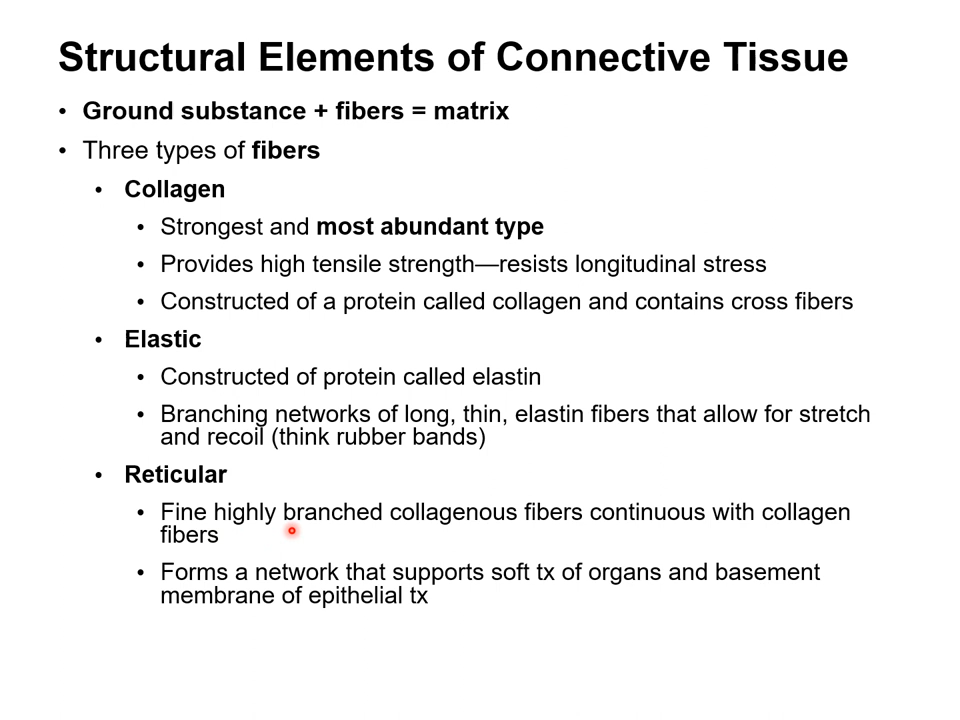 Structural Elements of Connective Tissue
• Ground substance + fibers = matrix
• Three types of fibers
• Collagen
• Strongest and most abundant type
• Provides high tensile strength—resists longitudinal stress
• Constructed of a protein called collagen and contains cross fibers
• Elastic
• Constructed of protein called elastin
• Branching networks of long, thin, elastin fibers that allow for stretch
and recoil (think rubber bands)
• Reticular
• Fine highly branched collagenous fibers continuous with collagen
fibers
• Forms a network that supports soft tx of organs and basement
membrane of epithelial tx